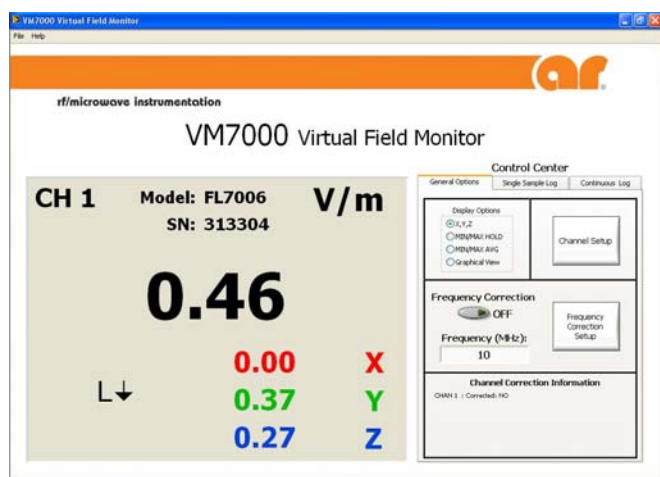 VM7000 Virtual Field Monitor
File Help
ar
rf/microwave instrumentation
VM7000 Virtual Field Monitor
CH 1
Model: FL7006
SN: 313304
V/m
0.46
0.00 X
L↓
0.37 Y
0.27 Z
Control Center
General Options Single Sample Log Continuous Log
Display Options
X,Y,Z
MIN/MAX HOLD
MIN/MAX AVG
Graphical View
Channel Setup
Frequency Correction
OFF
Frequency (MHz):
10
Frequency
Correction
Setup
Channel Correction Information
CHAN 1 : Corrected: NO